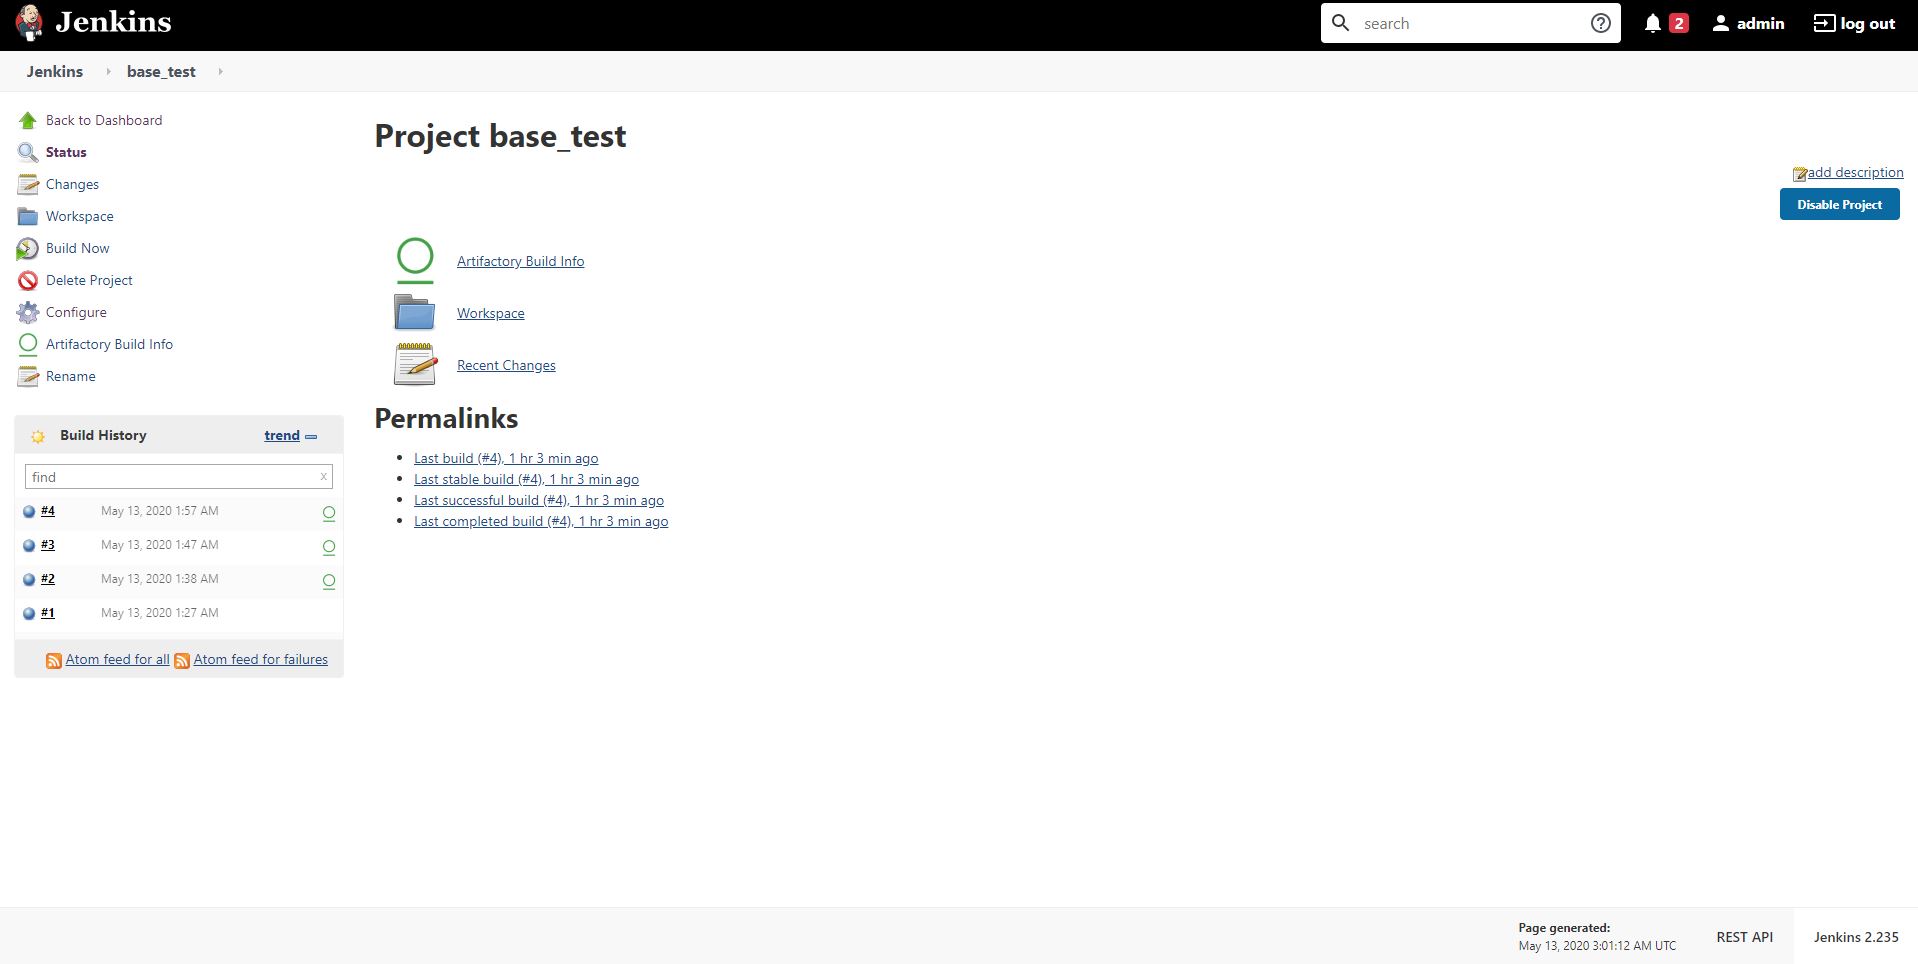 Jenkins
search
2
admin
log out
Jenkins
base_test
Back to Dashboard
Status
Changes
Workspace
Build Now
Delete Project
Configure
Artifactory Build Info
Rename
Build History
trend
find
x
#4 May 13, 2020 1:57 AM
#3 May 13, 2020 1:47 AM
#2 May 13, 2020 1:38 AM
#1 May 13, 2020 1:27 AM
Atom feed for all Atom feed for failures
Project base_test
add description
Disable Project
Artifactory Build Info
Workspace
Recent Changes
Permalinks
Last build (#4), 1 hr 3 min ago
Last stable build (#4), 1 hr 3 min ago
Last successful build (#4), 1 hr 3 min ago
Last completed build (#4), 1 hr 3 min ago
Page generated:
May 13, 2020 3:01:12 AM UTC
REST API
Jenkins 2.235